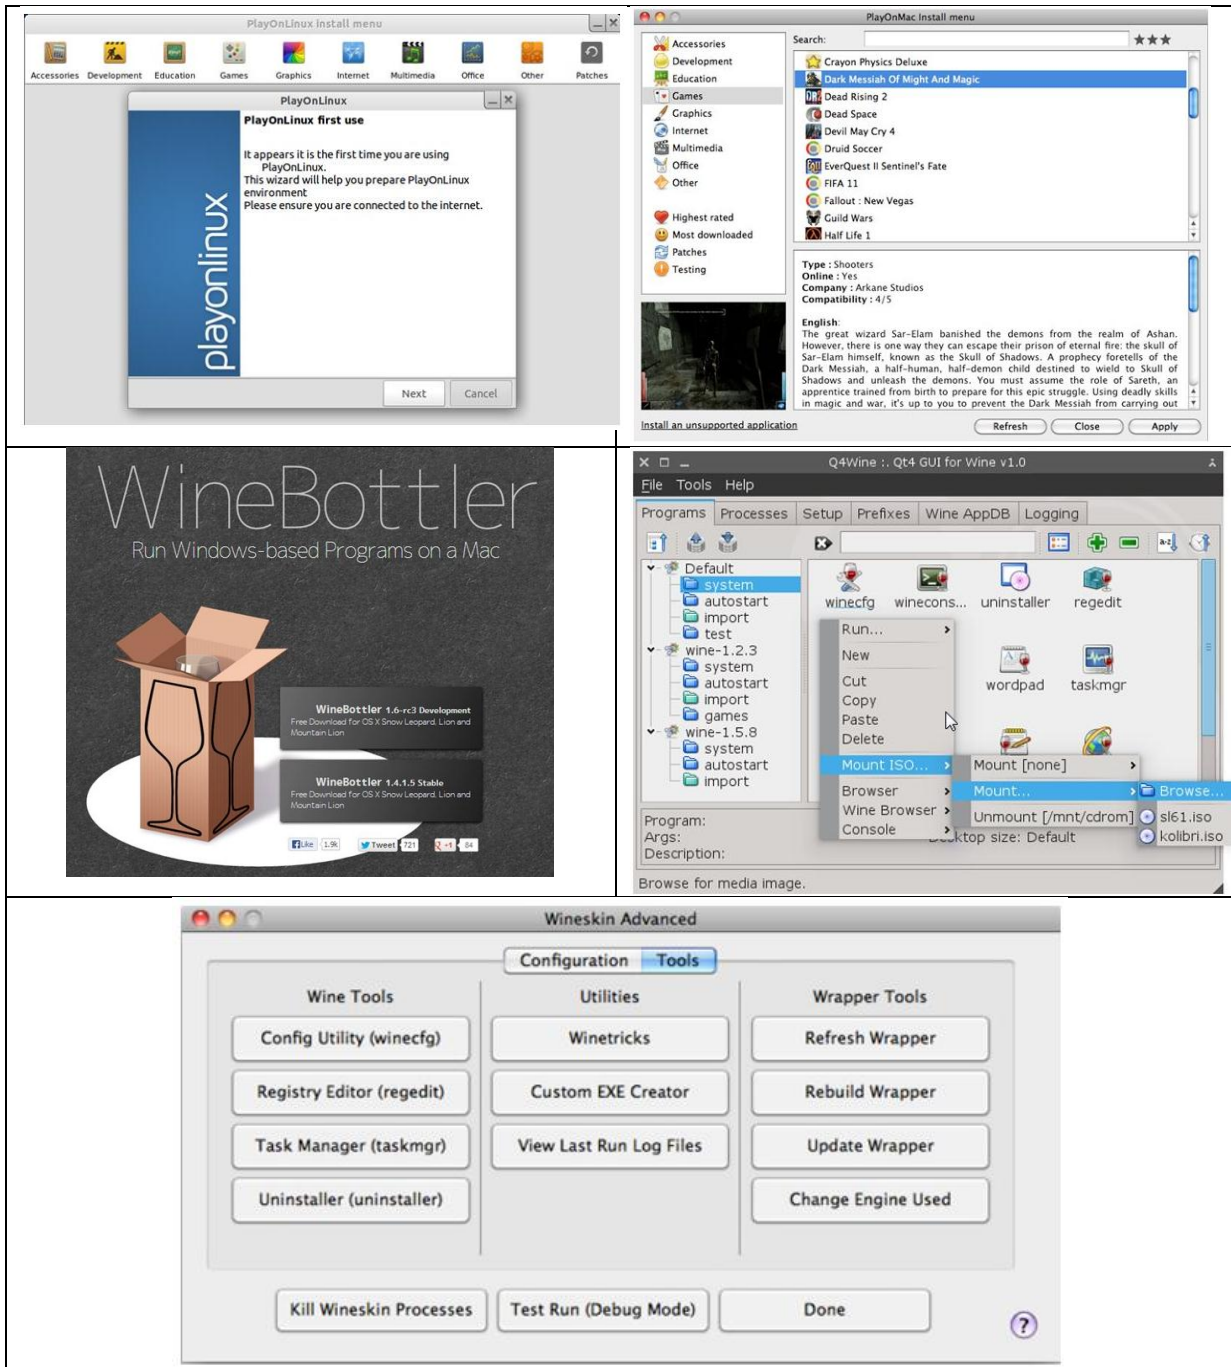 PlayOnLinux install menu
Accessories Development Education Games Graphics Internet Multimedia Office Other Patches
PlayOnLinux
PlayOnLinux first use
It appears it is the first time you are using
PlayOnLinux.
This wizard will help you prepare PlayOnLinux
environment
Please ensure you are connected to the internet.
playonlinux
Next Cancel
PlayOnMac Install menu
Search:
Accessories
Development
Education
Games
Graphics
Internet
Multimedia
Office
Other
Highest rated
Most downloaded
Patches
Testing
Crayon Physics Deluxe
Dark Messiah Of Might And Magic
Dead Rising 2
Dead Space
Devil May Cry 4
Druid Soccer
EverQuest II Sentinel's Fate
FIFA 11
Fallout : New Vegas
Guild Wars
Half Life 1
Type : Shooters
Online : Yes
Company : Arkane Studios
Compatibility : 4/5
English:
The great wizard Sar-Elam banished the demons from the realm of Ashan.
However, there is one way they can escape their prison of eternal fire: the skull of
Sar-Elam himself, known as the Skull of Shadows. A prophecy foretells of the
Dark Messiah, a half-human, half-demon child destined to wield to Skull of
Shadows and unleash the demons. You must assume the role of Sareth, an
apprentice trained from birth to prepare for this epic struggle. Using deadly skills
in magic and war, it's up to you to prevent the Dark Messiah from carrying out
Install an unsupported application
Refresh Close Apply
WineBottler
Run Windows-based Programs on a Mac
WineBottler 1.6-rc3 Development
Free Download for OS X Snow Leopard, Lion and
Mountain Lion
WineBottler 1.4.1.5 Stable
Free Download for OS X Snow Leopard, Lion and
Mountain Lion
Like 1.9k Tweet 721 +1 84
Q4Wine :. Qt4 GUI for Wine v1.0
File Tools Help
Programs Processes Setup Prefixes Wine AppDB Logging
Default
system
autostart
import
test
wine-1.2.3
system
autostart
import
games
wine-1.5.8
system
autostart
import
winecfg winecons... uninstaller regedit
wordpad taskmgr
Run...
New
Cut
Copy
Paste
Delete
Mount ISO...
Browser
Wine Browser
Console
Mount [none]
Mount...
Unmount [/mnt/cdrom]
Browse...
sl61.iso
kolibri.iso
Program:
Args:
Desktop size: Default
Description:
Browse for media image.
Wineskin Advanced
Configuration Tools
Wine Tools Utilities Wrapper Tools
Config Utility (winecfg) Winetricks Refresh Wrapper
Registry Editor (regedit) Custom EXE Creator Rebuild Wrapper
Task Manager (taskmgr) View Last Run Log Files Update Wrapper
Uninstaller (uninstaller) Change Engine Used
Kill Wineskin Processes Test Run (Debug Mode) Done
?